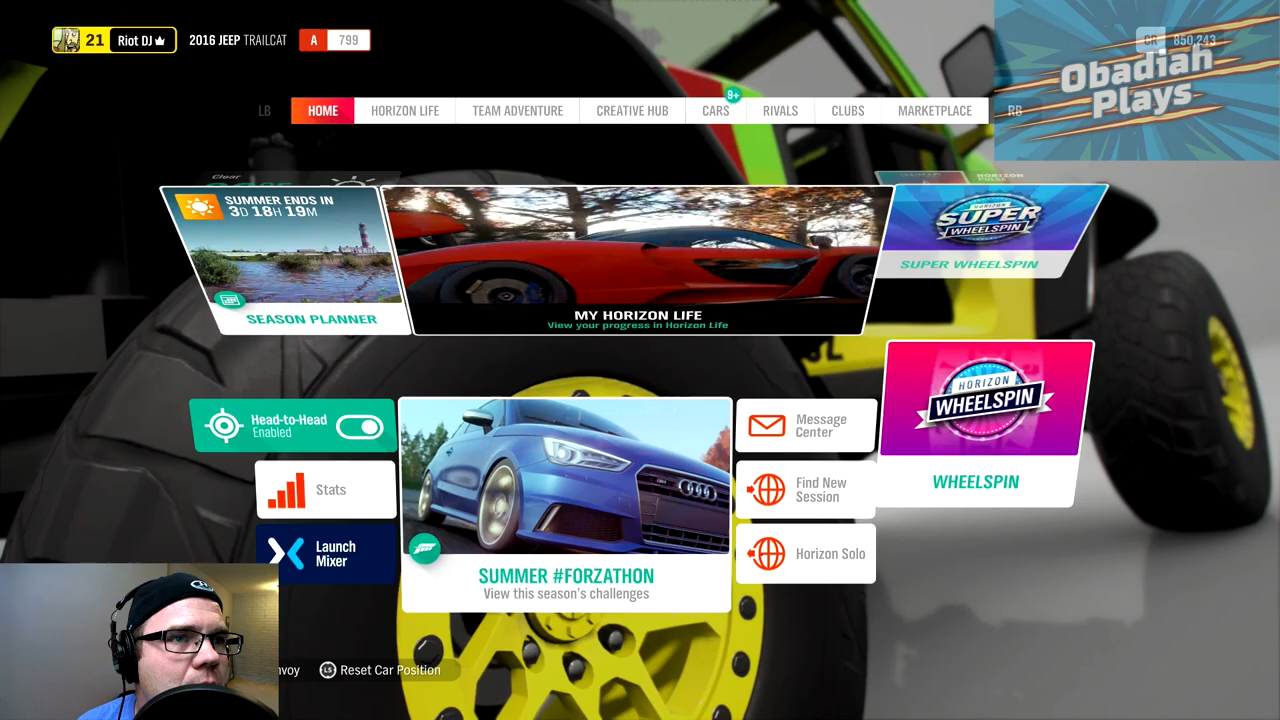 21 Riot DJ
2016 JEEP TRAILCAT
A 799
CR 850,243
Obadiah
Plays
LB
HOME
HORIZON LIFE
TEAM ADVENTURE
CREATIVE HUB
CARS
9+
RIVALS
CLUBS
MARKETPLACE
RB
Clear
SUMMER ENDS IN
3D 18H 19M
SEASON PLANNER
MY HORIZON LIFE
View your progress in Horizon Life
HORIZON
HORIZON
SUPER
WHEELSPIN
SUPER WHEELSPIN
Head-to-Head
Enabled
Stats
Launch
Mixer
SUMMER #FORZATHON
View this season's challenges
Message
Center
Find New
Session
Horizon Solo
HORIZON
WHEELSPIN
WHEELSPIN
LS Reset Car Position